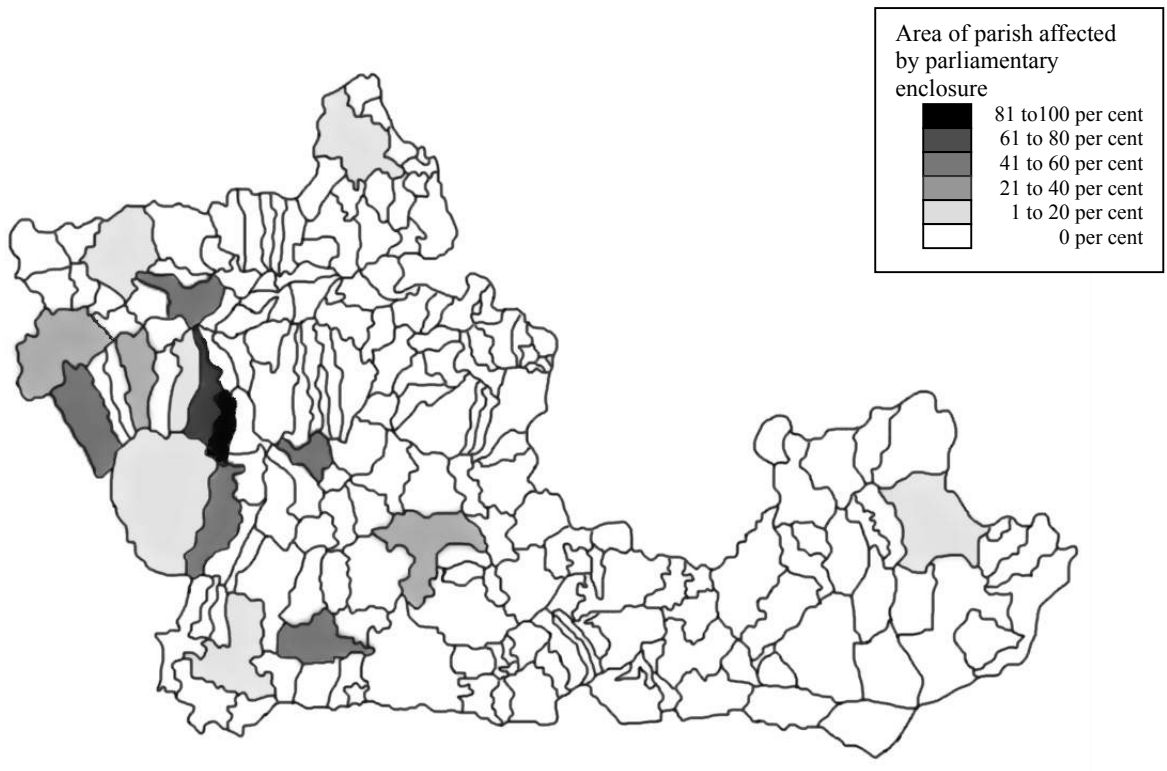 Area of parish affected
by parliamentary
enclosure
81 to100 per cent
61 to 80 per cent
41 to 60 per cent
21 to 40 per cent
1 to 20 per cent
0 per cent